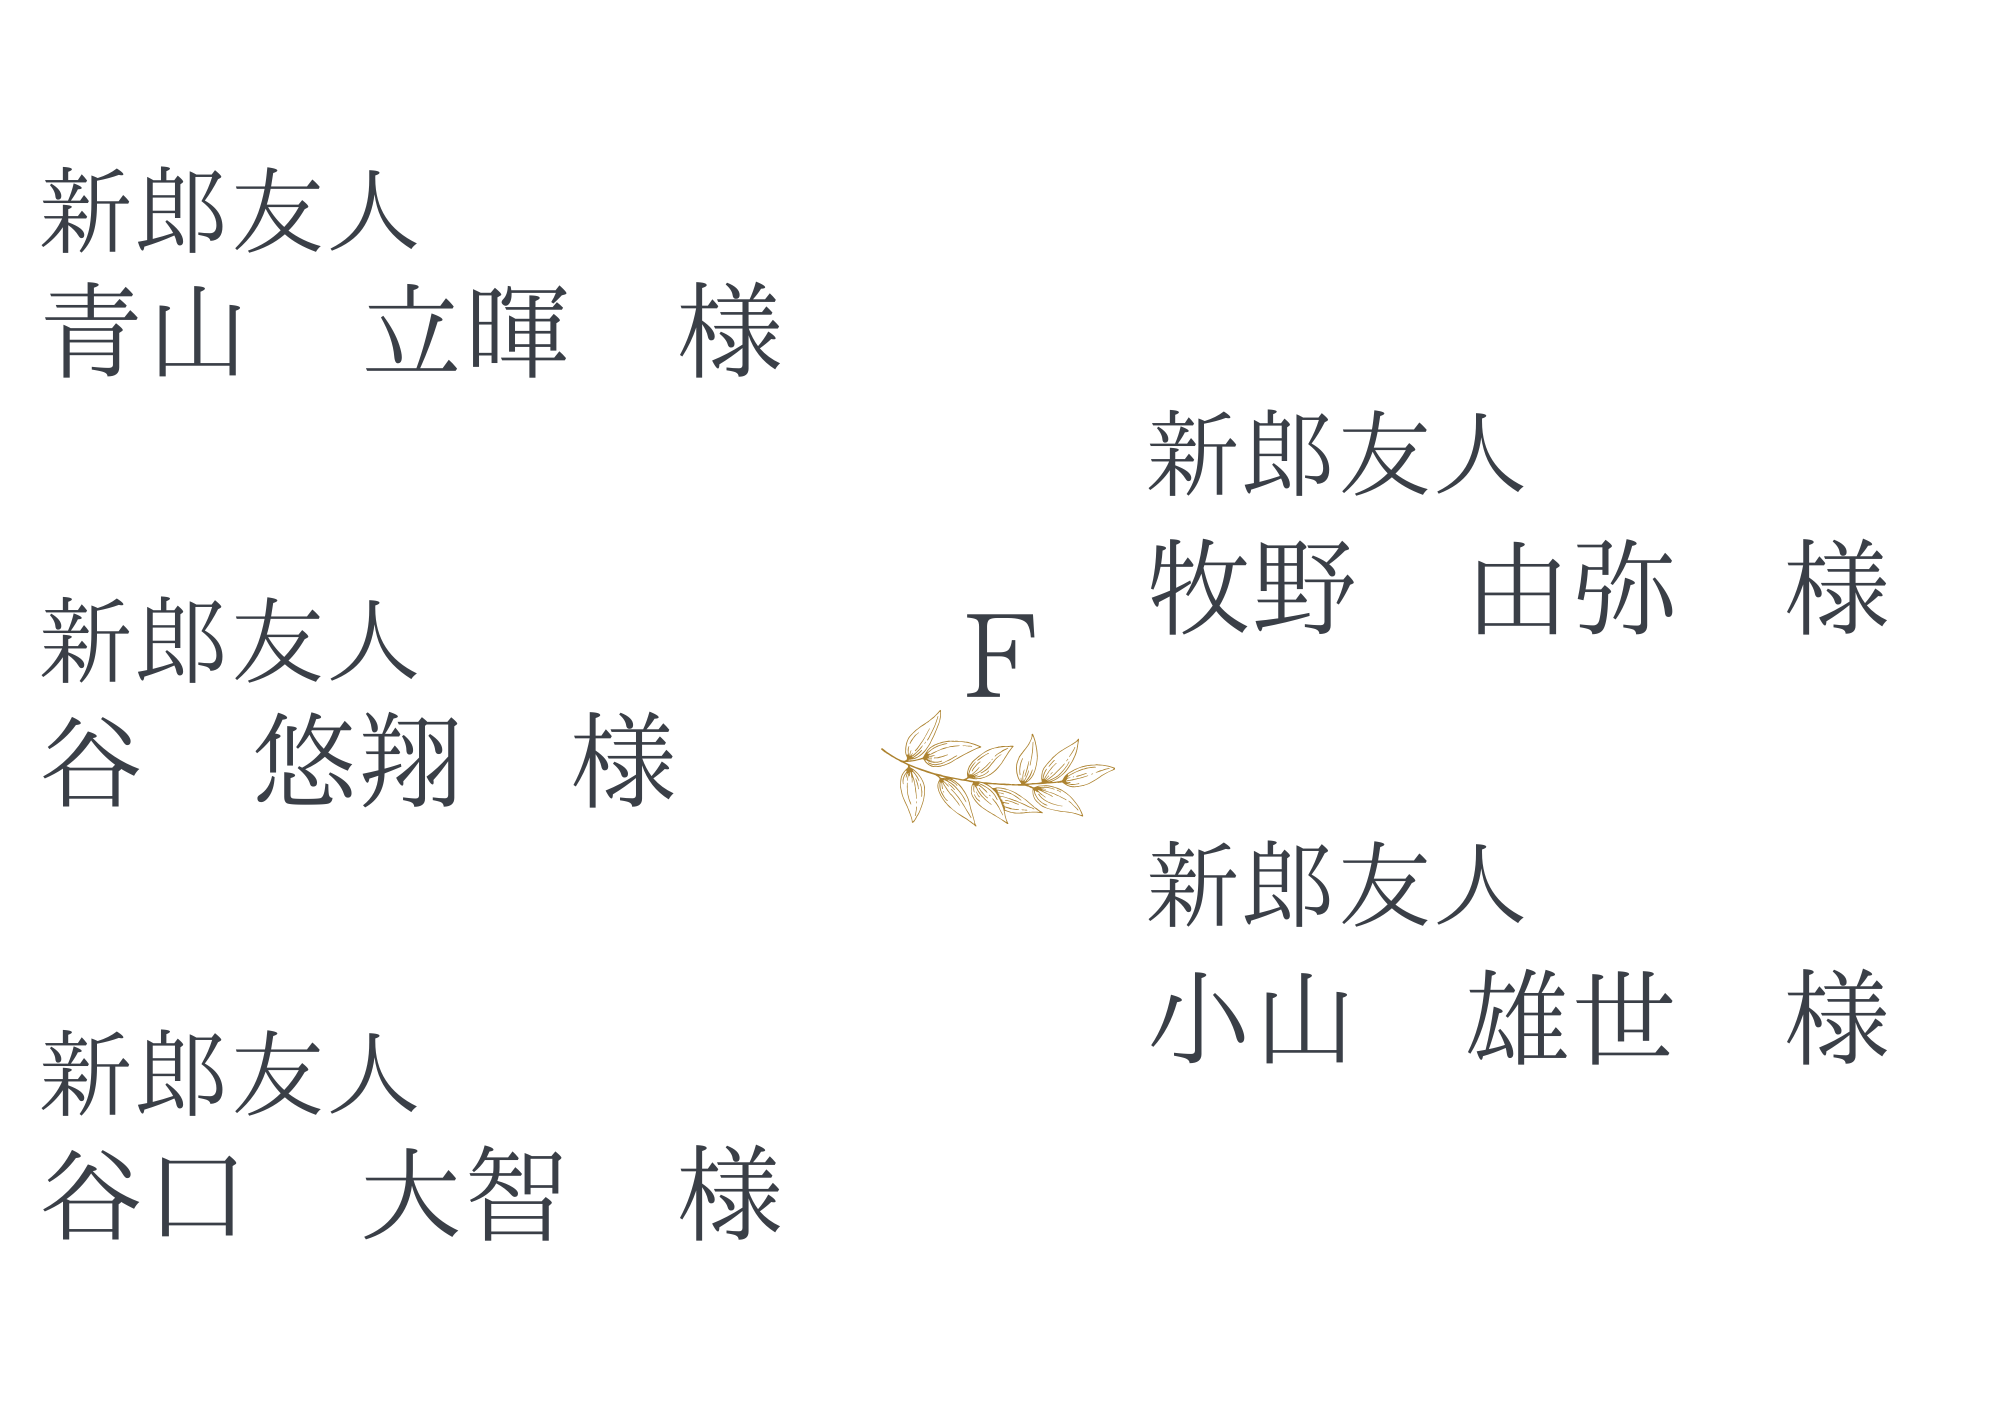 新郎友人
青山　立暉　様
新郎友人
谷　悠翔　様
新郎友人
谷口　大智　様
F
新郎友人
牧野　由弥　様
新郎友人
小山　雄世　様